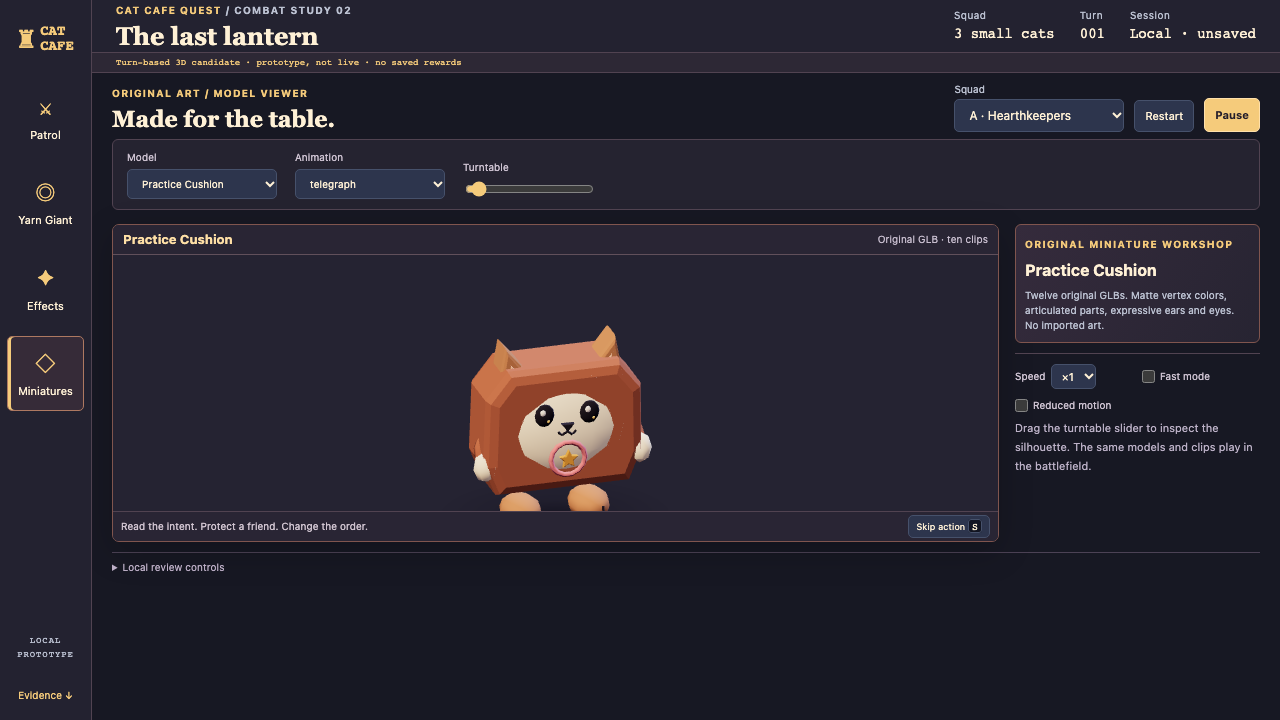 CAT
CAFE
Patrol
Yarn Giant
Effects
Miniatures
LOCAL
PROTOTYPE
Evidence ↓
CAT CAFE QUEST / COMBAT STUDY 02
The last lantern
Squad
3 small cats
Turn
001
Session
Local · unsaved
Turn-based 3D candidate · prototype, not live · no saved rewards
ORIGINAL ART / MODEL VIEWER
Made for the table.
Squad
A · Hearthkeepers
Restart
Pause
Model
Practice Cushion
Animation
telegraph
Turntable
Practice Cushion
Original GLB · ten clips
Read the intent. Protect a friend. Change the order.
Skip action S
ORIGINAL MINIATURE WORKSHOP
Practice Cushion
Twelve original GLBs. Matte vertex colors,
articulated parts, expressive ears and eyes.
No imported art.
Speed
×1
Fast mode
Reduced motion
Drag the turntable slider to inspect the
silhouette. The same models and clips play in
the battlefield.
Local review controls